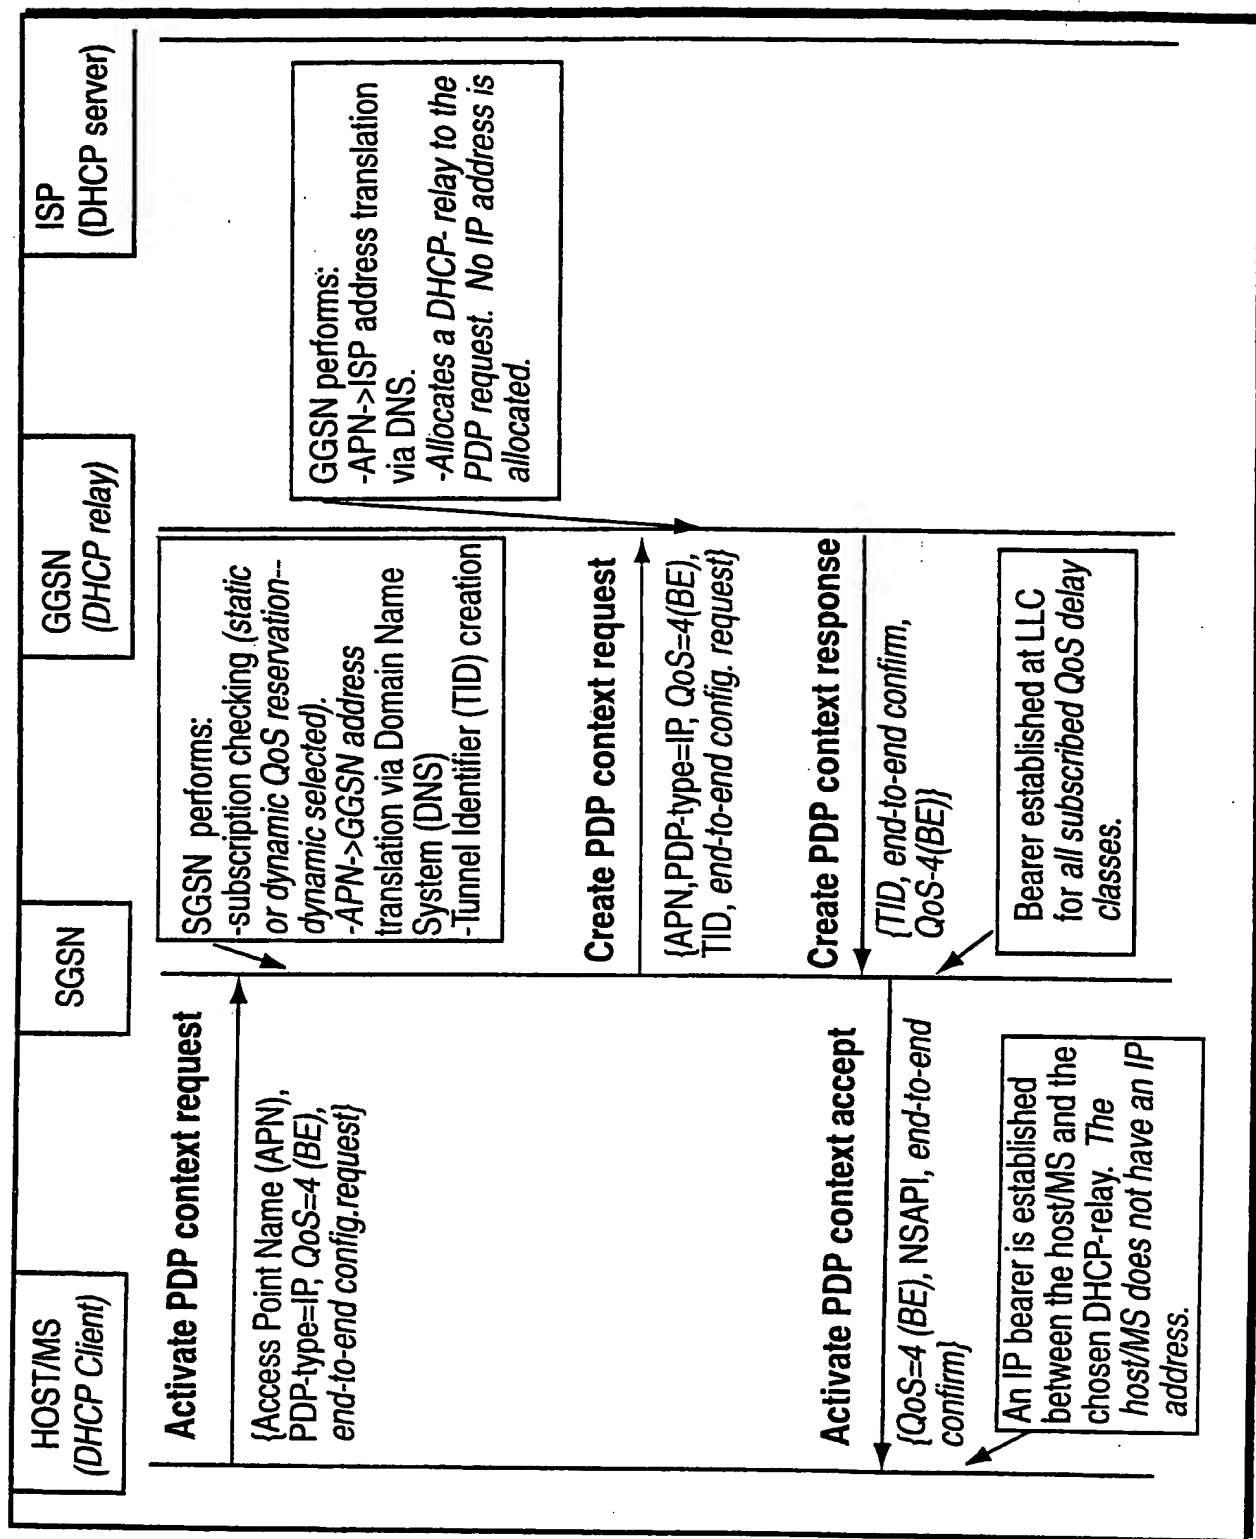 HOST/MS
(DHCP Client)
SGSN
GGSN
(DHCP relay)
ISP
(DHCP server)
Activate PDP context request
{Access Point Name (APN),
PDP-type=IP, QoS=4 (BE),
end-to-end config.request}
SGSN performs:
-subscription checking (static
or dynamic QoS reservation--
dynamic selected).
-APN->GGSN address
translation via Domain Name
System (DNS)
-Tunnel Identifier (TID) creation
Create PDP context request
{APN,PDP-type=IP, QoS=4(BE),
TID, end-to-end config. request}
GGSN performs:
-APN->ISP address translation
via DNS.
-Allocates a DHCP- relay to the
PDP request. No IP address is
allocated.
Create PDP context response
{TID, end-to-end confirm,
QoS-4(BE)}
Bearer established at LLC
for all subscribed QoS delay
classes.
Activate PDP context accept
{QoS=4 (BE), NSAPI, end-to-end
confirm}
An IP bearer is established
between the host/MS and the
chosen DHCP-relay. The
host/MS does not have an IP
address.